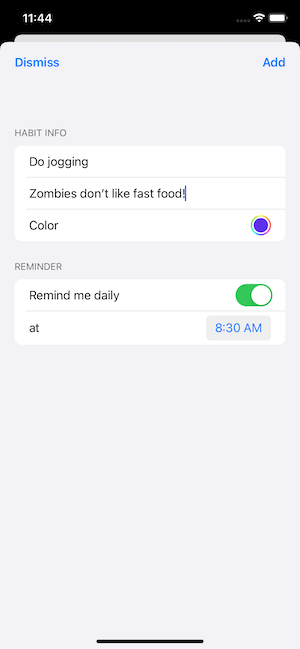 11:44
Dismiss Add
HABIT INFO
Do jogging
Zombies don't like fast food!
Color
REMINDER
Remind me daily
at 8:30 AM